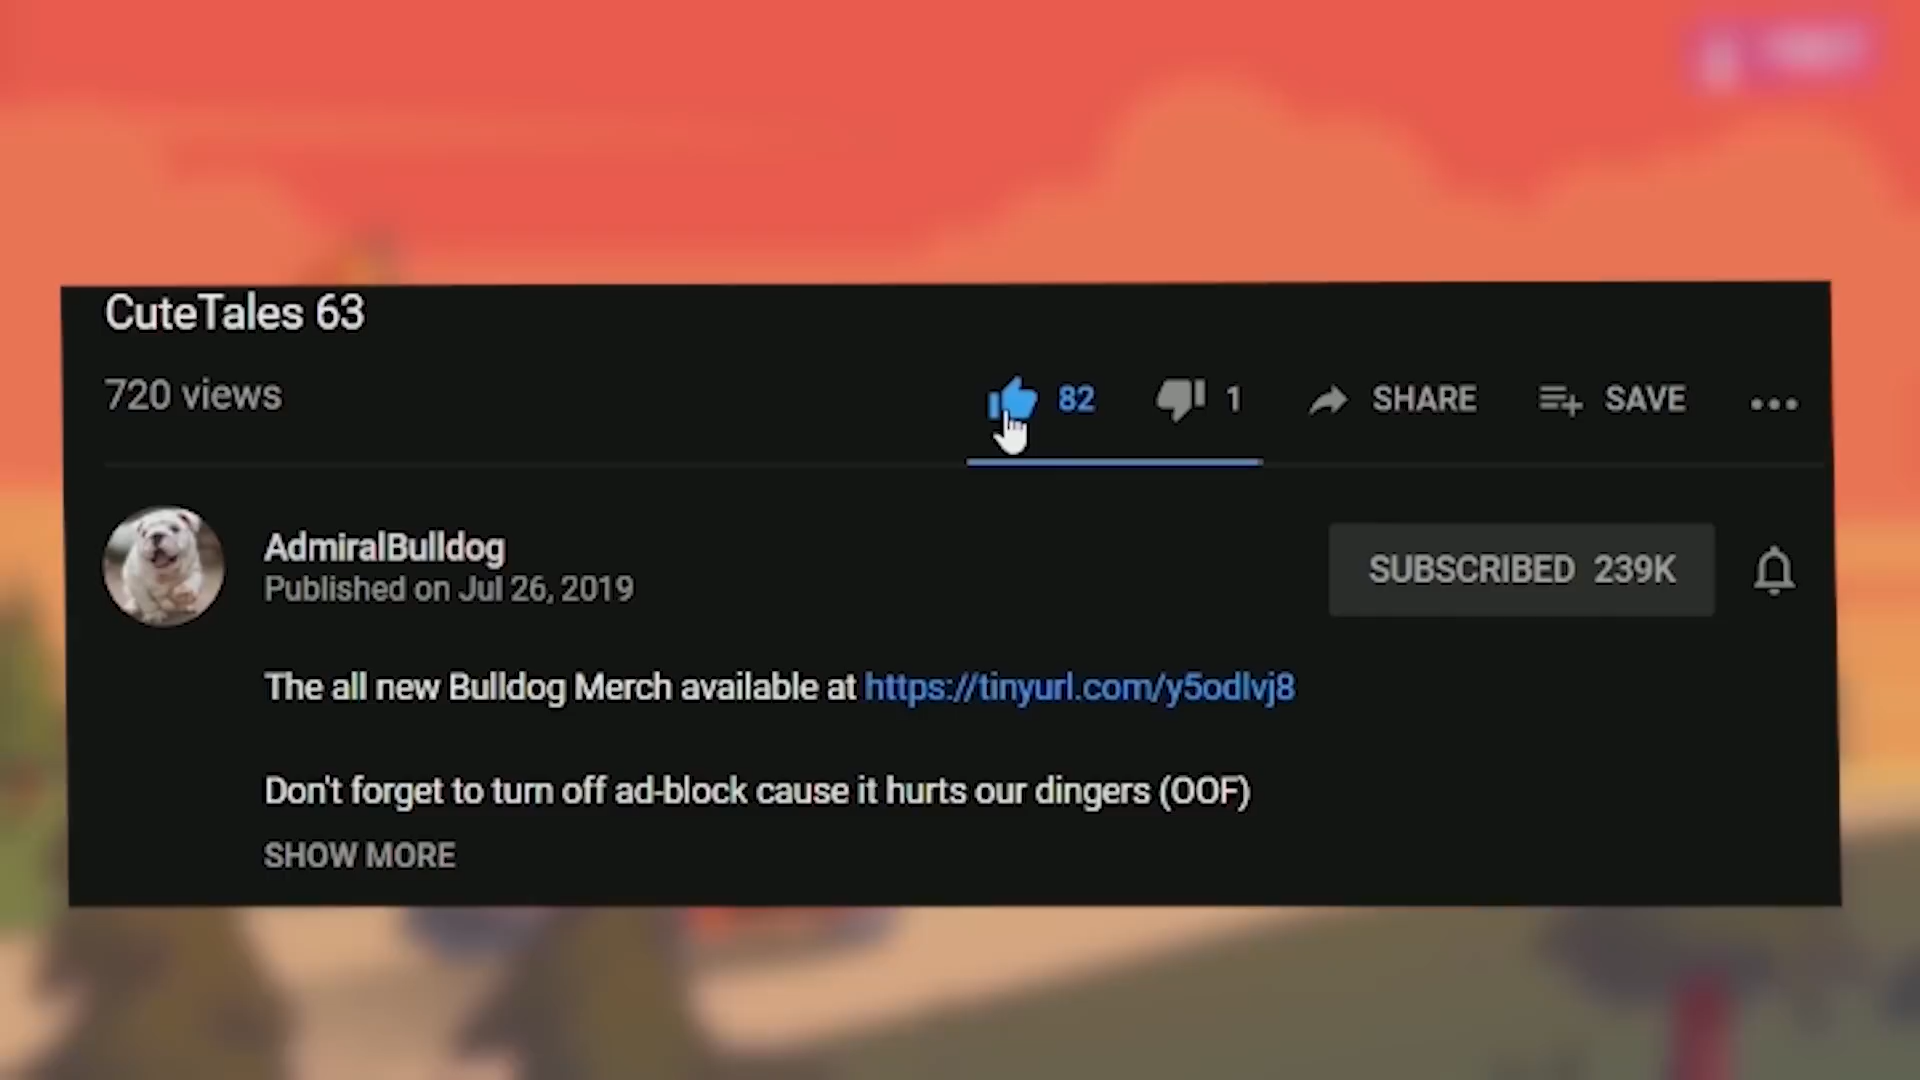 CuteTales 63
720 views
82 1 SHARE SAVE
AdmiralBulldog
Published on Jul 26, 2019
SUBSCRIBED 239K
The all new Bulldog Merch available at https://tinyurl.com/y5odlvj8
Don't forget to turn off ad-block cause it hurts our dingers (OOF)
SHOW MORE